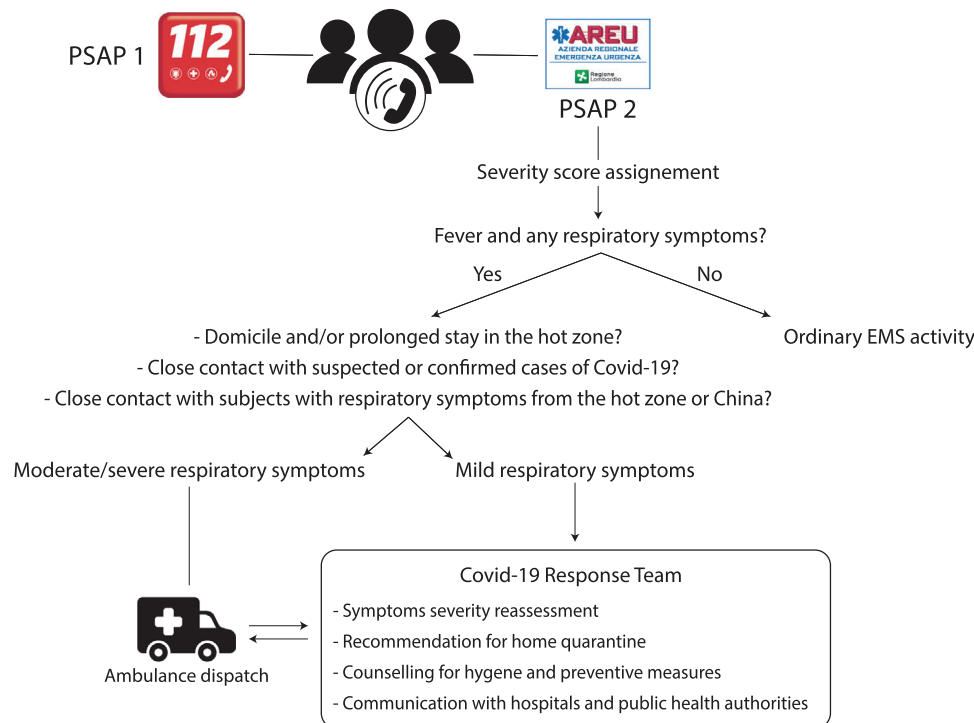 PSAP 1
112
AREU
AZIENDA REGIONALE
EMERGENZA URGENZA
Regione
Lombardia
PSAP 2
Severity score assignement
Fever and any respiratory symptoms?
Yes
No
- Domicile and/or prolonged stay in the hot zone?
Ordinary EMS activity
- Close contact with suspected or confirmed cases of Covid-19?
- Close contact with subjects with respiratory symptoms from the hot zone or China?
Moderate/severe respiratory symptoms
Mild respiratory symptoms
Covid-19 Response Team
- Symptoms severity reassessment
- Recommendation for home quarantine
- Counselling for hygene and preventive measures
- Communication with hospitals and public health authorities
Ambulance dispatch